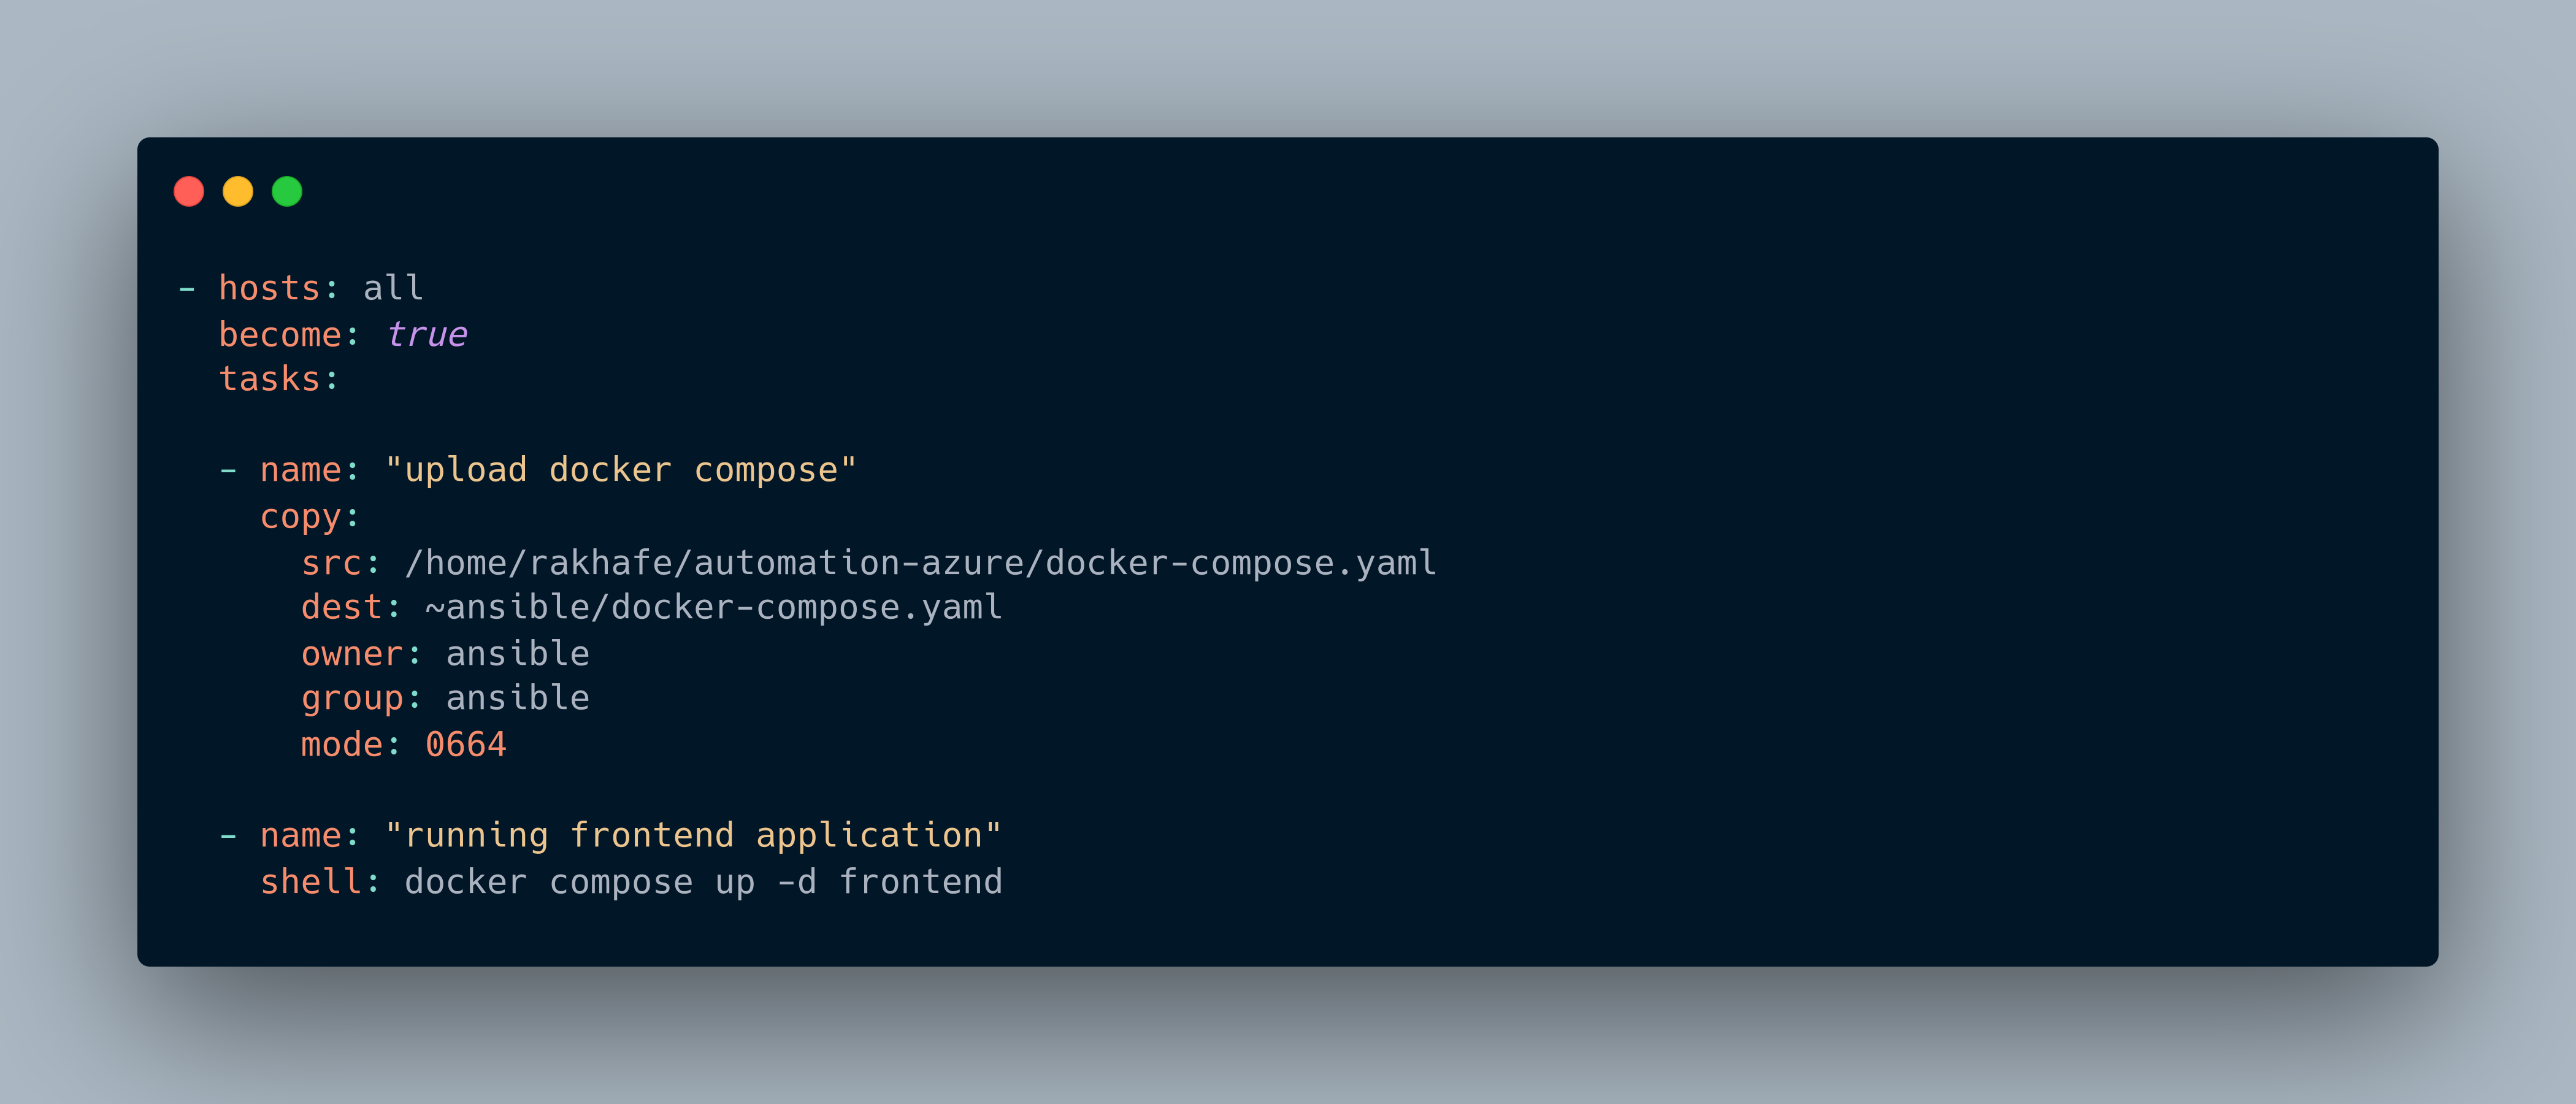 - hosts: all
  become: true
  tasks:

  - name: "upload docker compose"
    copy:
      src: /home/rakhafe/automation-azure/docker-compose.yaml
      dest: ~ansible/docker-compose.yaml
      owner: ansible
      group: ansible
      mode: 0664

  - name: "running frontend application"
    shell: docker compose up -d frontend